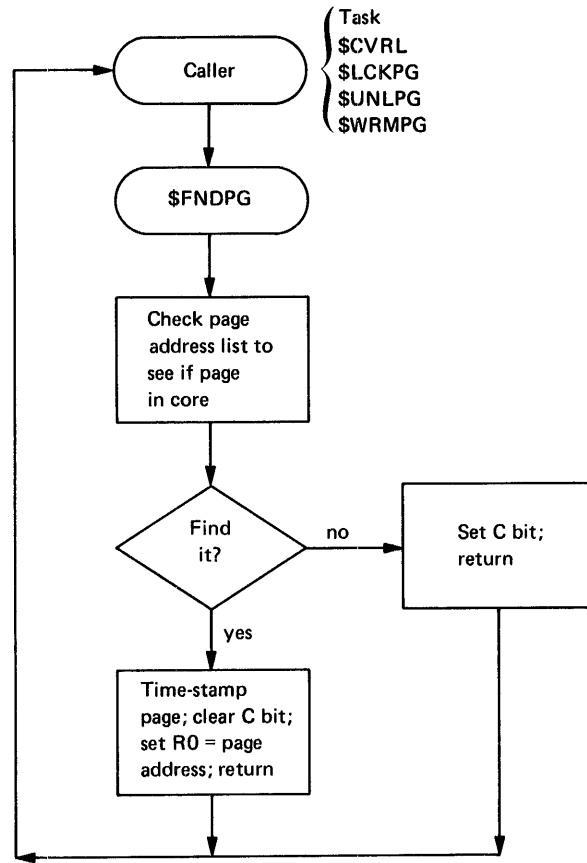 Task
$CVRL
$LCKPG
$UNLPG
$WRMPG
Caller
$FNDPG
Check page
address list to
see if page
in core
Find
it?
no
Set C bit;
return
yes
Time-stamp
page; clear C bit;
set R0 = page
address; return